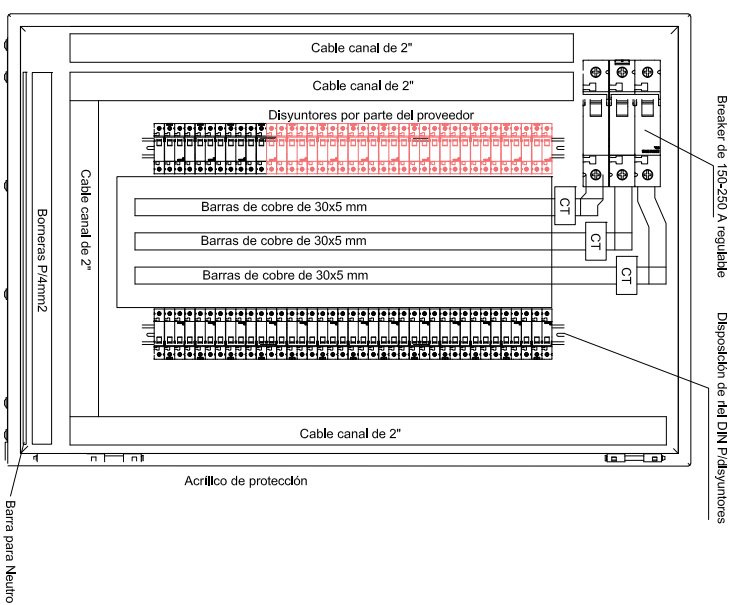 Cable canal de 2"
Cable canal de 2"
Disyuntores por parte del proveedor
Breaker de 150-250 A regulable
Cable canal de 2"
Borneras P/4mm2
CT
Barras de cobre de 30x5 mm
CT
Barras de cobre de 30x5 mm
CT
Barras de cobre de 30x5 mm
Disposición de riel DIN P/disyuntores
Cable canal de 2"
Acrilico de protección
Barra para Neutro